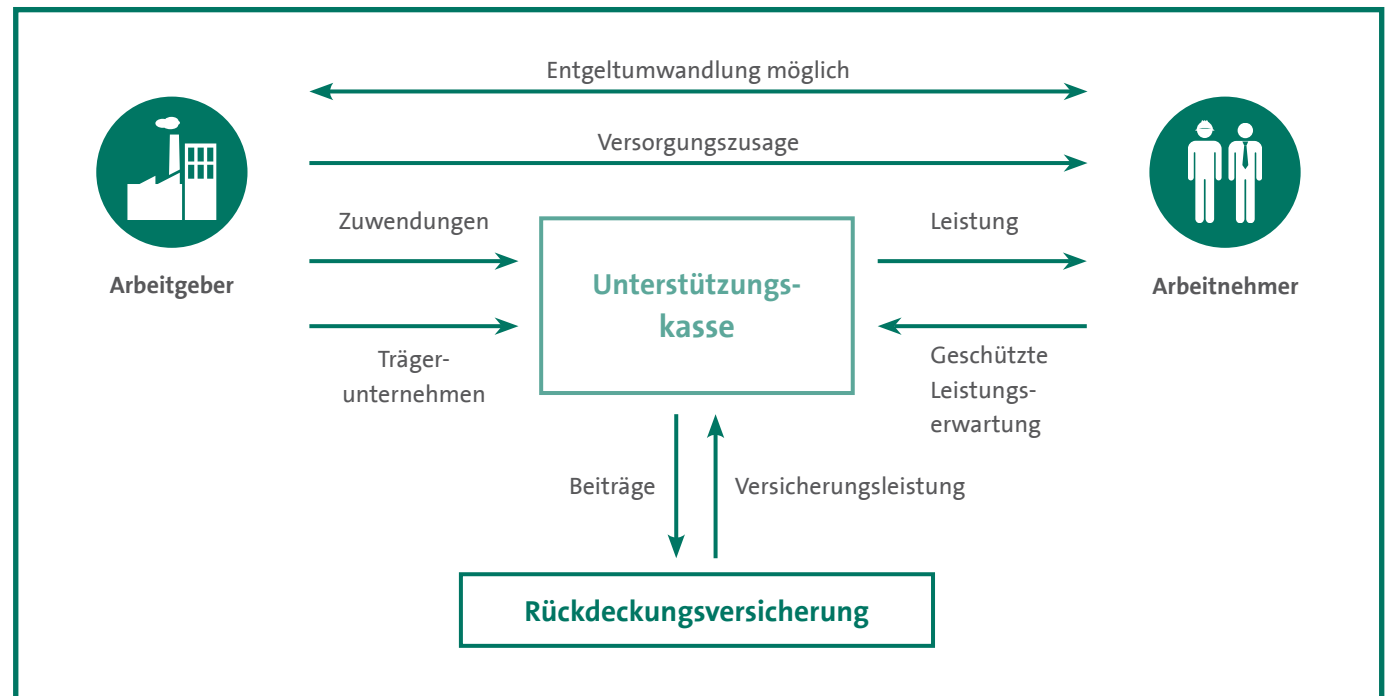 Entgeltumwandlung möglich
Versorgungszusage
Zuwendungen
Leistung
Arbeitgeber
Unterstützungs-
kasse
Arbeitnehmer
Träger-
unternehmen
Geschützte
Leistungs-
erwartung
Beiträge
Versicherungsleistung
Rückdeckungsversicherung